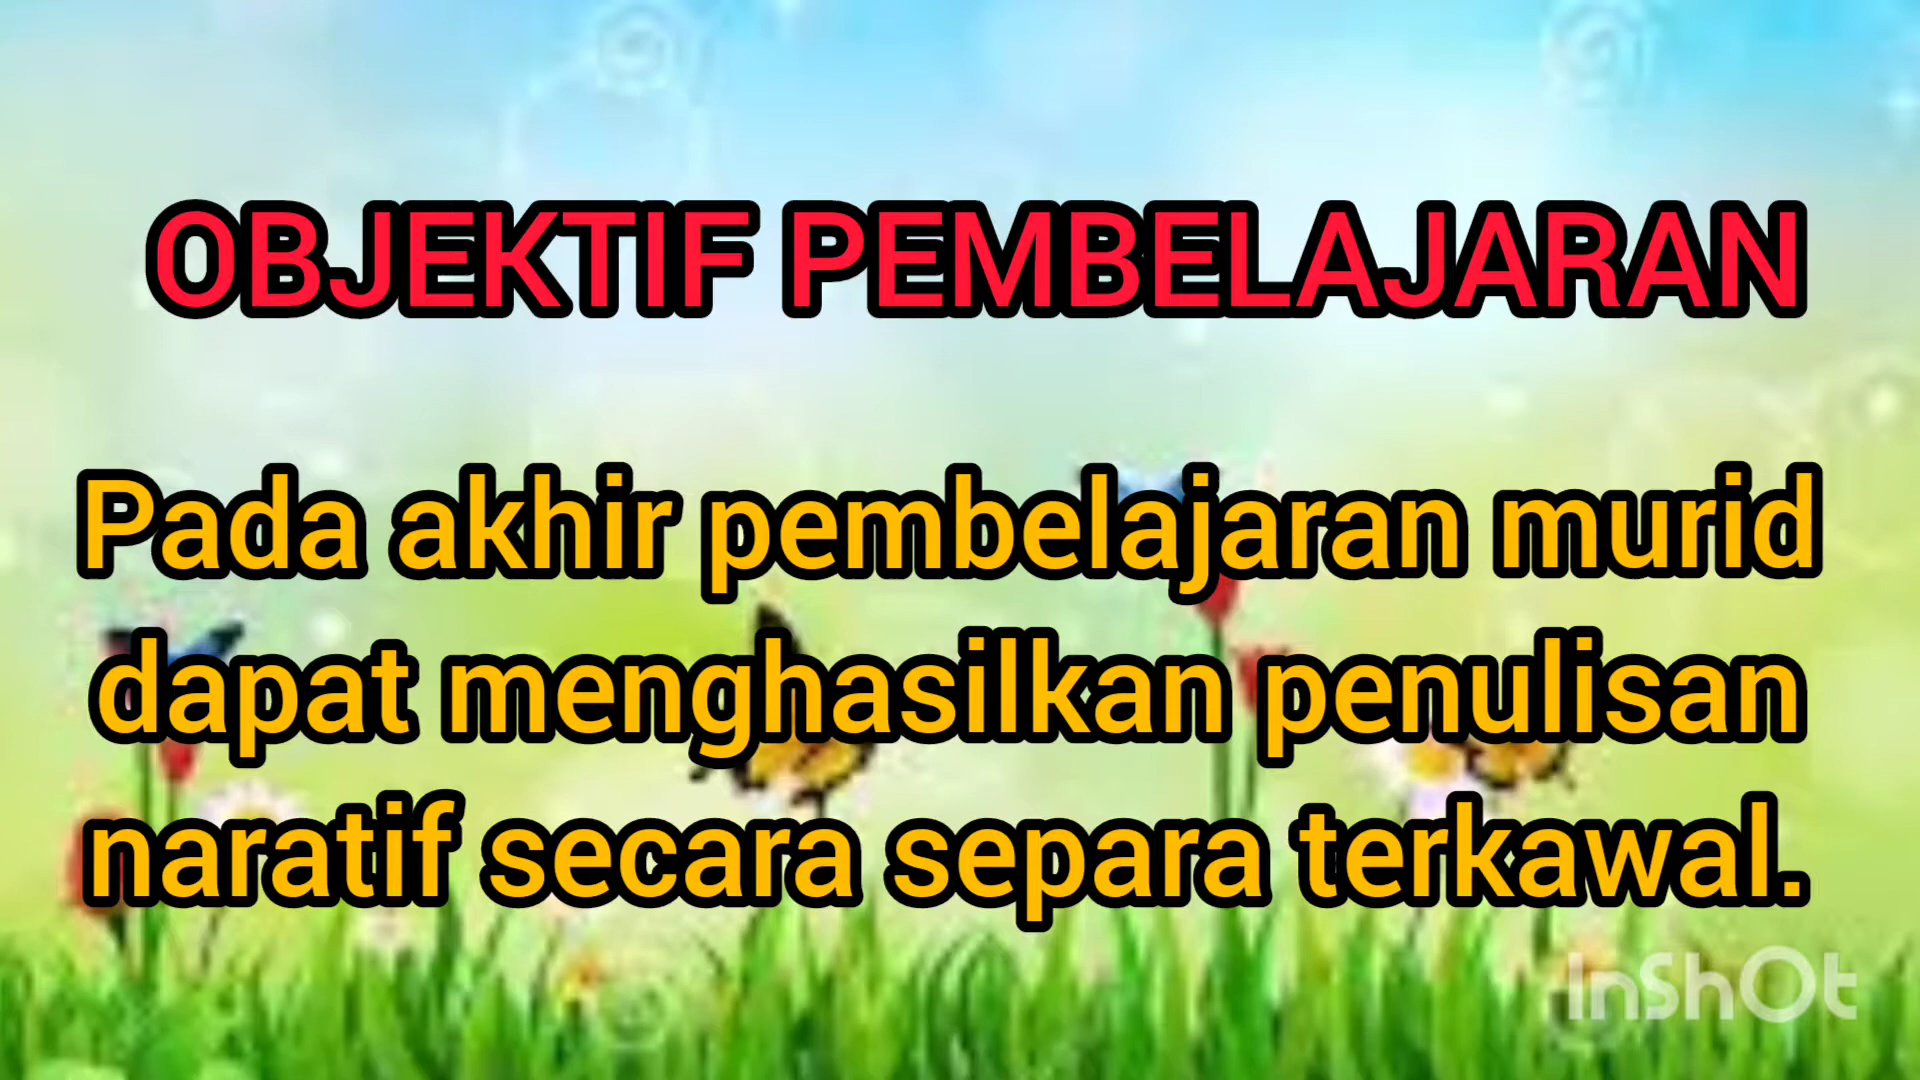 OBJEKTIF PEMBELAJARAN
Pada akhir pembelajaran murid
dapat menghasilkan penulisan
naratif secara separa terkawal.
InShOt